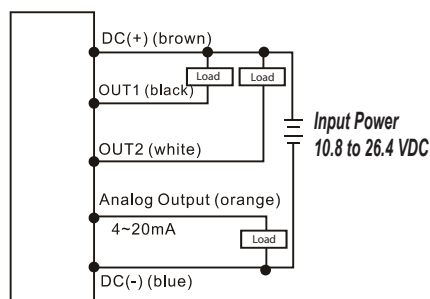 DC(+) (brown)
Load
Load
OUT1 (black)
Input Power
10.8 to 26.4 VDC
OUT2 (white)
Analog Output (orange)
4~20mA
Load
DC(-) (blue)